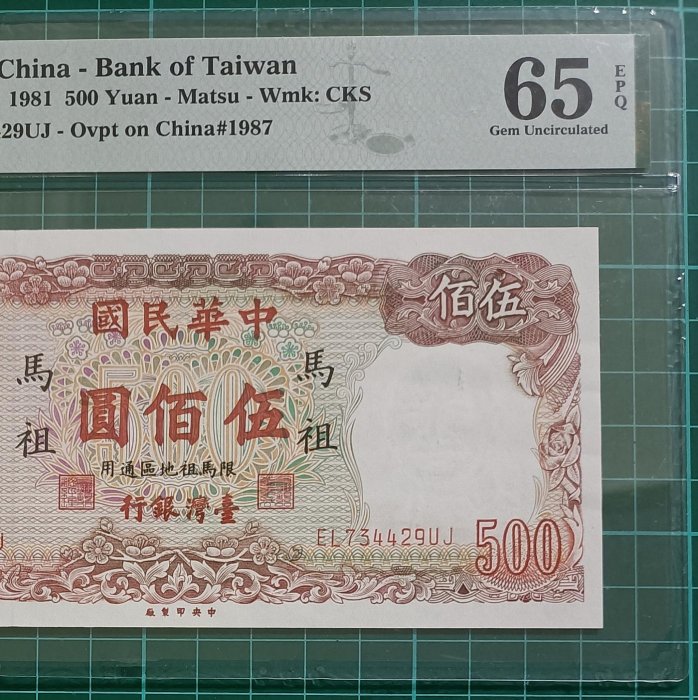 China - Bank of Taiwan
1981 500 Yuan - Matsu - Wmk: CKS
29UJ - Ovpt on China#1987
65
EPQ
Gem Uncirculated
伍佰
中華民國
馬祖
馬祖
500
伍佰圓
限馬祖地區通用
臺灣銀行
EL734429UJ
500
中央印製廠